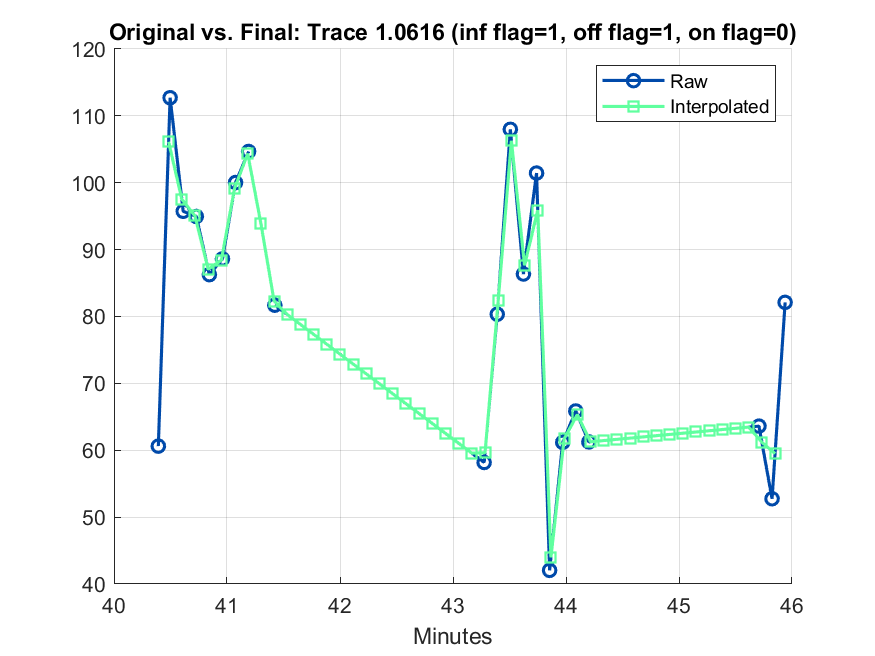 Original vs. Final: Trace 1.0616 (inf flag=1, off flag=1, on flag=0)
120
110
100
90
80
70
60
50
40
Raw
Interpolated
40 41 42 43 44 45 46
Minutes